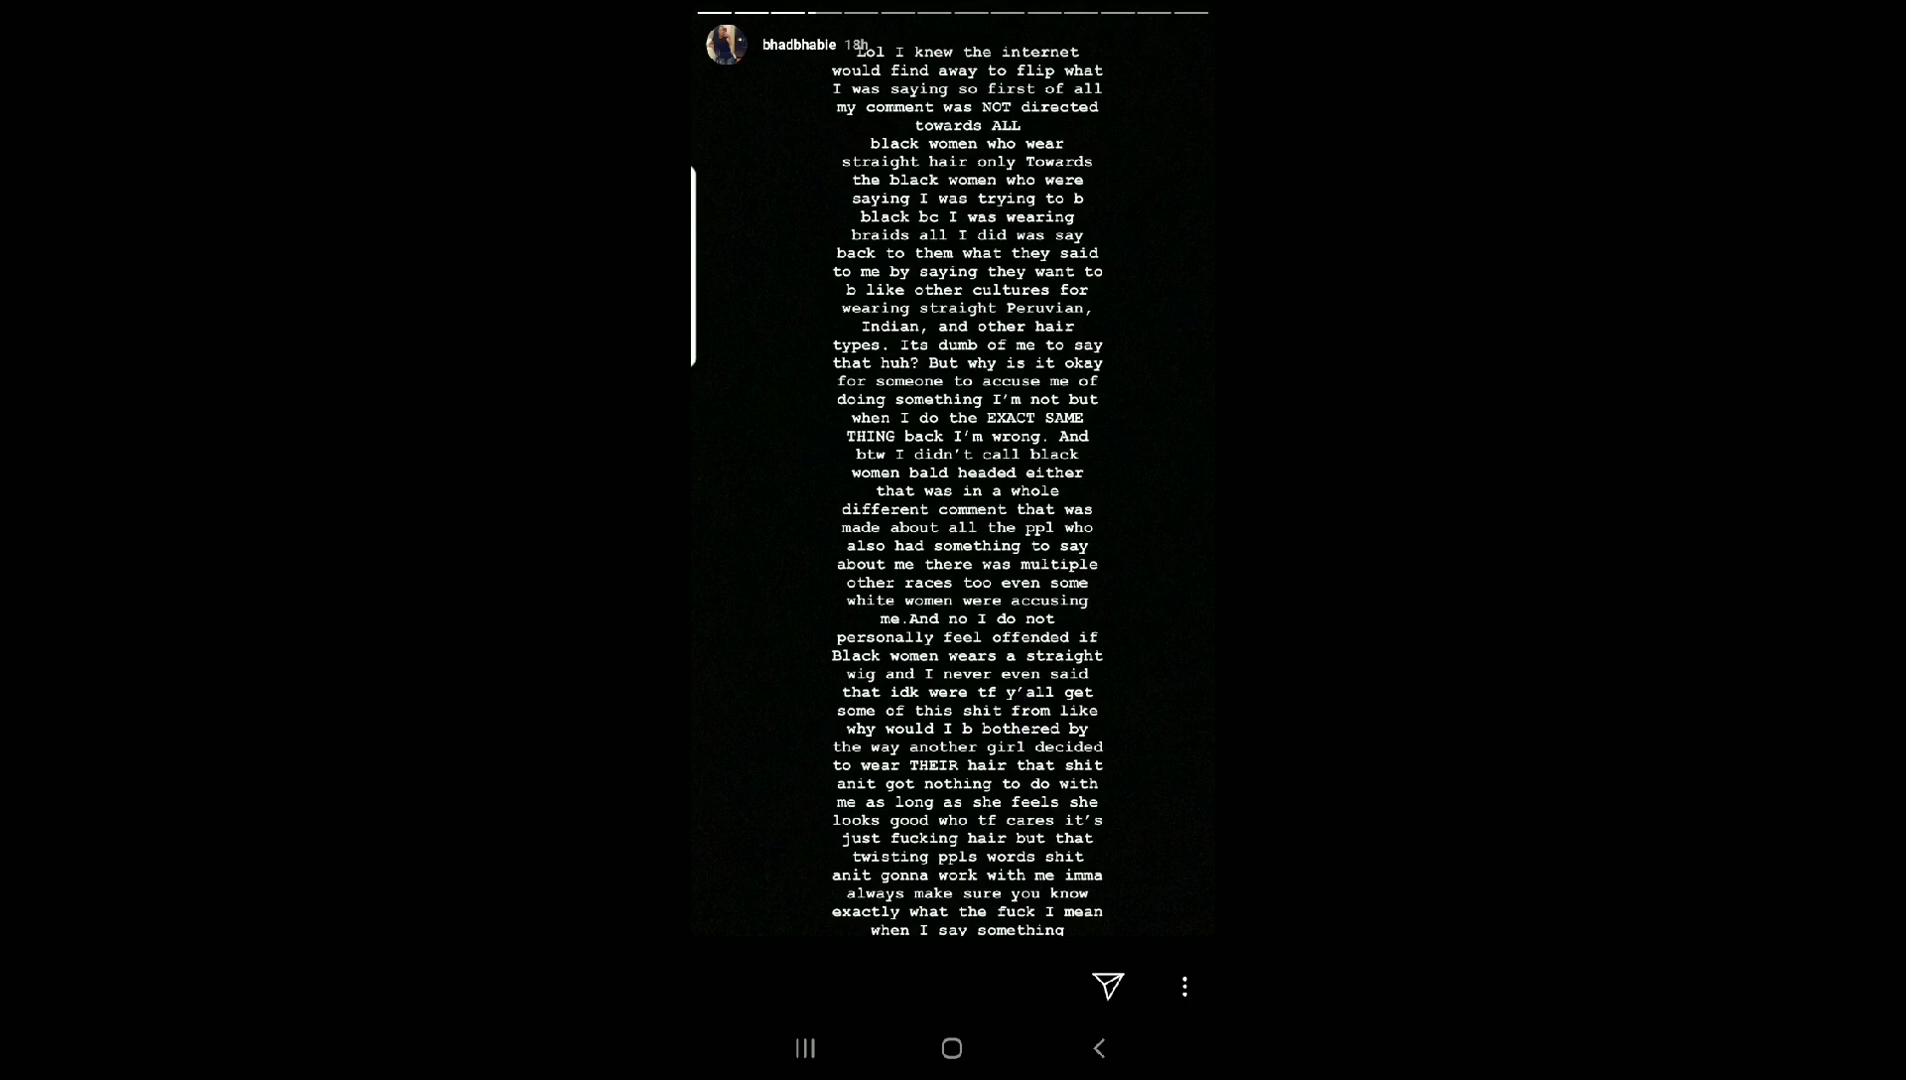 bhadbhabie 18h
Lol I knew the internet
would find away to flip what
I was saying so first of all
my comment was NOT directed
towards ALL
black women who wear
straight hair only Towards
the black women who were
saying I was trying to b
black bc I was wearing
braids all I did was say
back to them what they said
to me by saying they want to
b like other cultures for
wearing straight Peruvian,
Indian, and other hair
types. Its dumb of me to say
that huh? But why is it okay
for someone to accuse me of
doing something I'm not but
when I do the EXACT SAME
THING back I'm wrong. And
btw I didn't call black
women bald headed either
that was in a whole
different comment that was
made about all the ppl who
also had something to say
about me there was multiple
other races too even some
white women were accusing
me.And no I do not
personally feel offended if
Black women wears a straight
wig and I never even said
that idk were tf y'all get
some of this shit from like
why would I b bothered by
the way another girl decided
to wear THEIR hair that shit
anit got nothing to do with
me as long as she feels she
looks good who tf cares it's
just fucking hair but that
twisting ppls words shit
anit gonna work with me imma
always make sure you know
exactly what the fuck I mean
when I say something